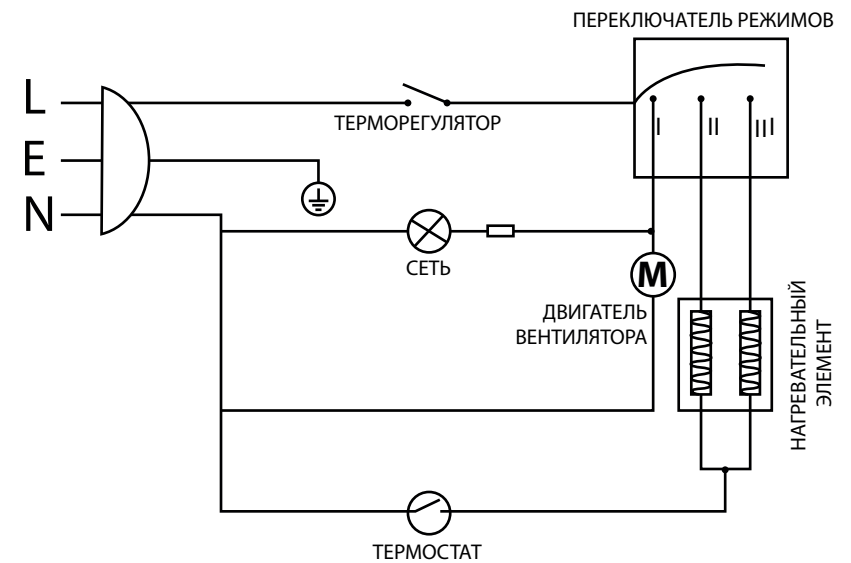 ПЕРЕКЛЮЧАТЕЛЬ РЕЖИМОВ
L
ТЕРМОРЕГУЛЯТОР
I
II
III
E
N
СЕТЬ
M
ДВИГАТЕЛЬ
ВЕНТИЛЯТОРА
НАГРЕВАТЕЛЬНЫЙ
ЭЛЕМЕНТ
ТЕРМОСТАТ